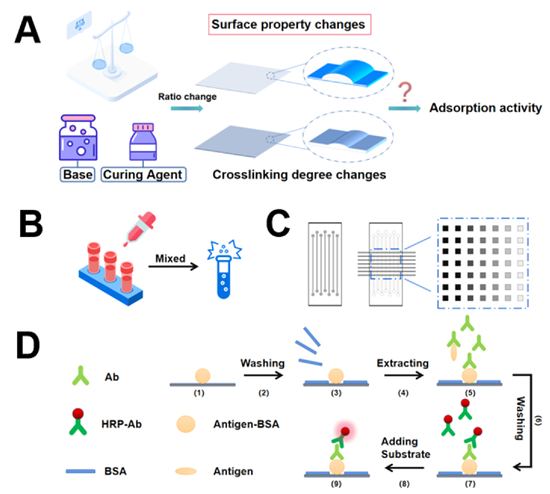 A
Surface property changes
Ratio change
?
Adsorption activity
Base
Curing Agent
Crosslinking degree changes
B
Mixed
C
D
Ab
HRP-Ab
BSA
Antigen-BSA
Antigen
(1)
Washing
(2)
(3)
Extracting
(4)
(5)
Washing
(6)
(7)
Adding
Substrate
(8)
(9)